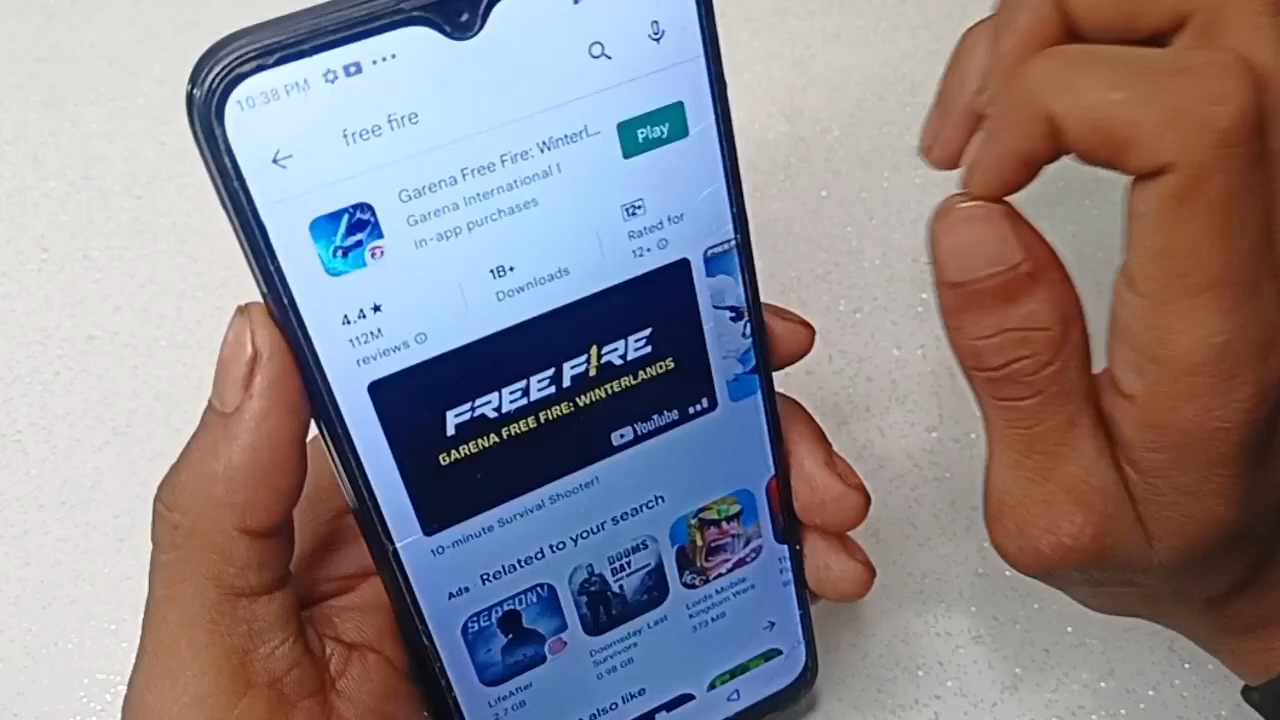 10:38 PM
free fire
Garena Free Fire: Winterl...
Garena International I
In-app purchases
Play
4.4★
112M
reviews
1B+
Downloads
12+
Rated for
12+
FREE FIRE
GARENA FREE FIRE: WINTERLANDS
YouTube
10-minute Survival Shooter!
Ads · Related to your search
SEASON V
LifeAfter
2.7 GB
DOOMS
DAY
Doomsday: Last
Survivors
0.98 GB
IGG
Lords Mobile:
Kingdom Wars
373 MB
also like